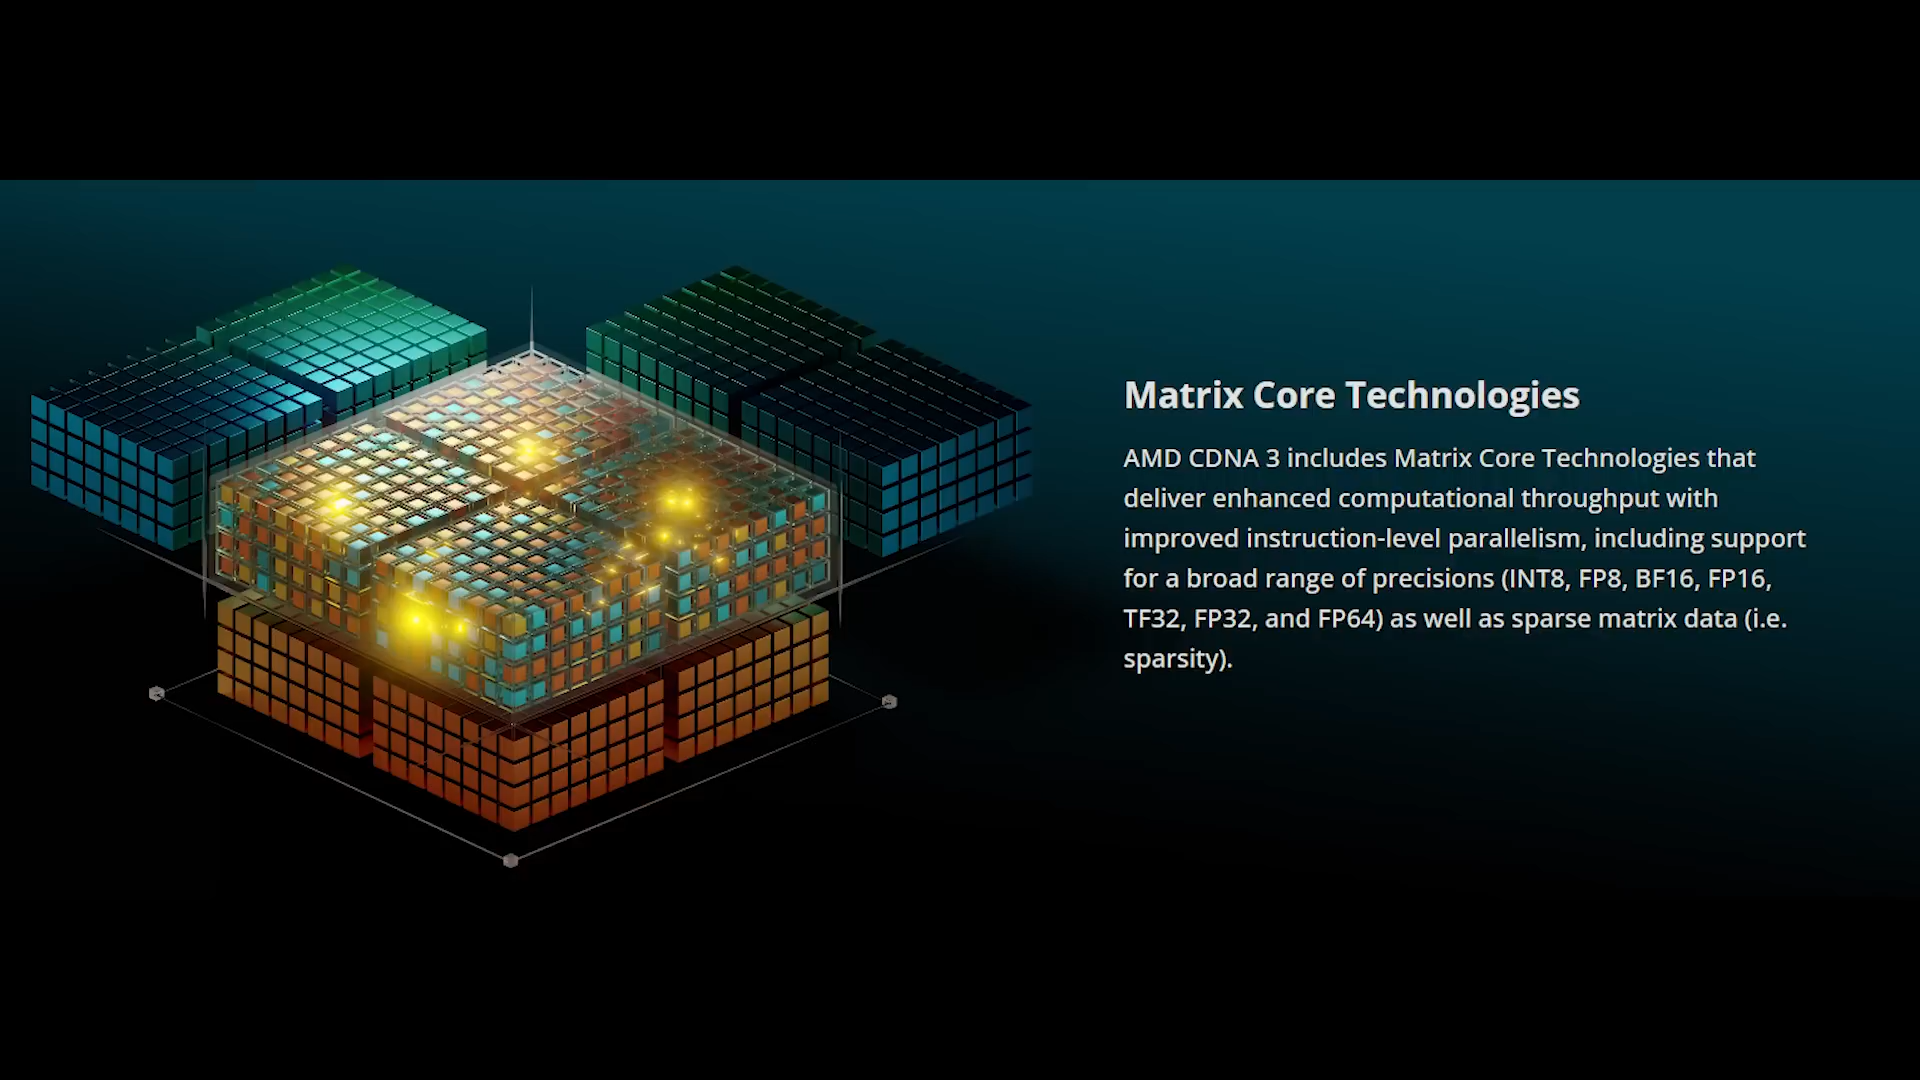 Matrix Core Technologies
AMD CDNA 3 includes Matrix Core Technologies that
deliver enhanced computational throughput with
improved instruction-level parallelism, including support
for a broad range of precisions (INT8, FP8, BF16, FP16,
TF32, FP32, and FP64) as well as sparse matrix data (i.e.
sparsity).